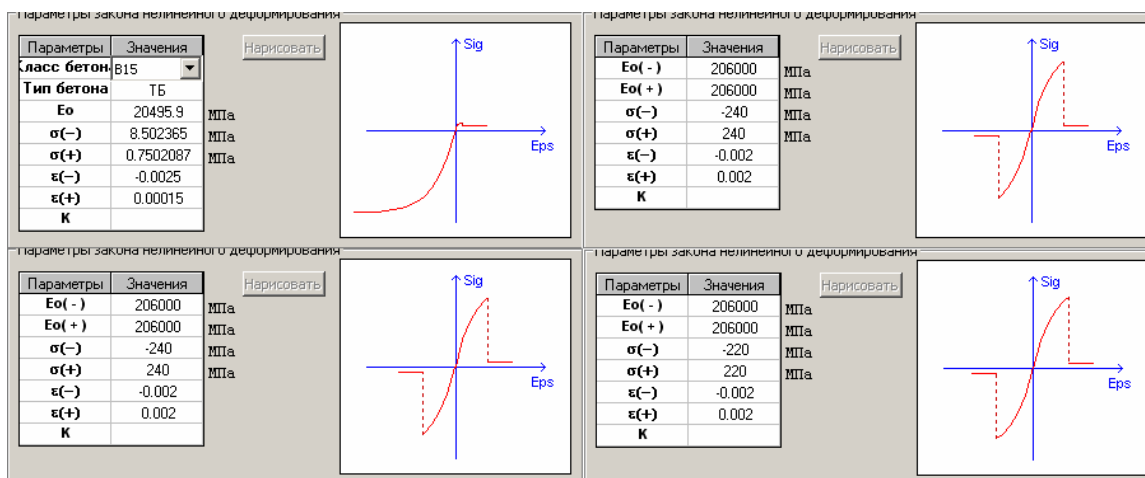 Параметры закона нелинейного деформирования
Параметры Значения Нарисовать
Класс бетон B15
Тип бетона ТБ
Eo 20495.9 МПа
σ(−) 8.502365 МПа
σ(+) 0.7502087 МПа
ε(−) -0.0025
ε(+) 0.00015
К
Sig
Eps
Параметры закона нелинейного деформирования
Параметры Значения Нарисовать
Eo( - ) 206000 МПа
Eo( + ) 206000 МПа
σ(−) -240 МПа
σ(+) 240 МПа
ε(−) -0.002
ε(+) 0.002
К
Sig
Eps
Параметры закона нелинейного деформирования
Параметры Значения Нарисовать
Eo( - ) 206000 МПа
Eo( + ) 206000 МПа
σ(−) -240 МПа
σ(+) 240 МПа
ε(−) -0.002
ε(+) 0.002
К
Sig
Eps
Параметры закона нелинейного деформирования
Параметры Значения Нарисовать
Eo( - ) 206000 МПа
Eo( + ) 206000 МПа
σ(−) -220 МПа
σ(+) 220 МПа
ε(−) -0.002
ε(+) 0.002
К
Sig
Eps